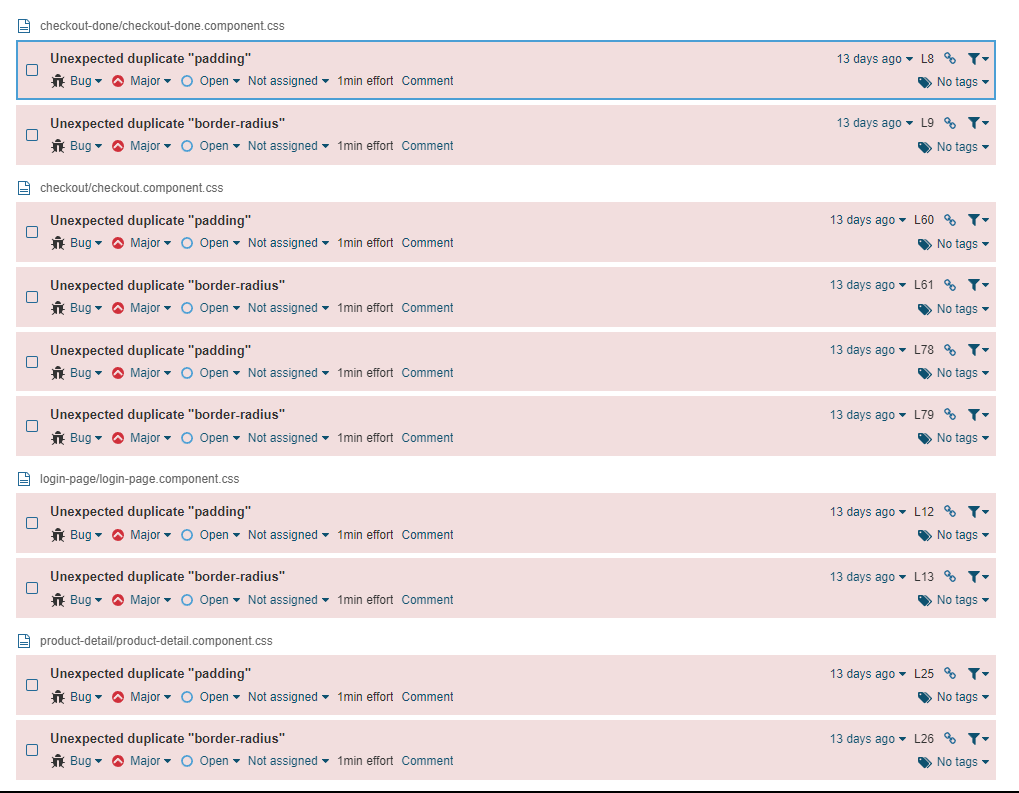 checkout-done/checkout-done.component.css
Unexpected duplicate "padding" 13 days ago L8
Bug Major Open Not assigned 1min effort Comment No tags
Unexpected duplicate "border-radius" 13 days ago L9
Bug Major Open Not assigned 1min effort Comment No tags
checkout/checkout.component.css
Unexpected duplicate "padding" 13 days ago L60
Bug Major Open Not assigned 1min effort Comment No tags
Unexpected duplicate "border-radius" 13 days ago L61
Bug Major Open Not assigned 1min effort Comment No tags
Unexpected duplicate "padding" 13 days ago L78
Bug Major Open Not assigned 1min effort Comment No tags
Unexpected duplicate "border-radius" 13 days ago L79
Bug Major Open Not assigned 1min effort Comment No tags
login-page/login-page.component.css
Unexpected duplicate "padding" 13 days ago L12
Bug Major Open Not assigned 1min effort Comment No tags
Unexpected duplicate "border-radius" 13 days ago L13
Bug Major Open Not assigned 1min effort Comment No tags
product-detail/product-detail.component.css
Unexpected duplicate "padding" 13 days ago L25
Bug Major Open Not assigned 1min effort Comment No tags
Unexpected duplicate "border-radius" 13 days ago L26
Bug Major Open Not assigned 1min effort Comment No tags